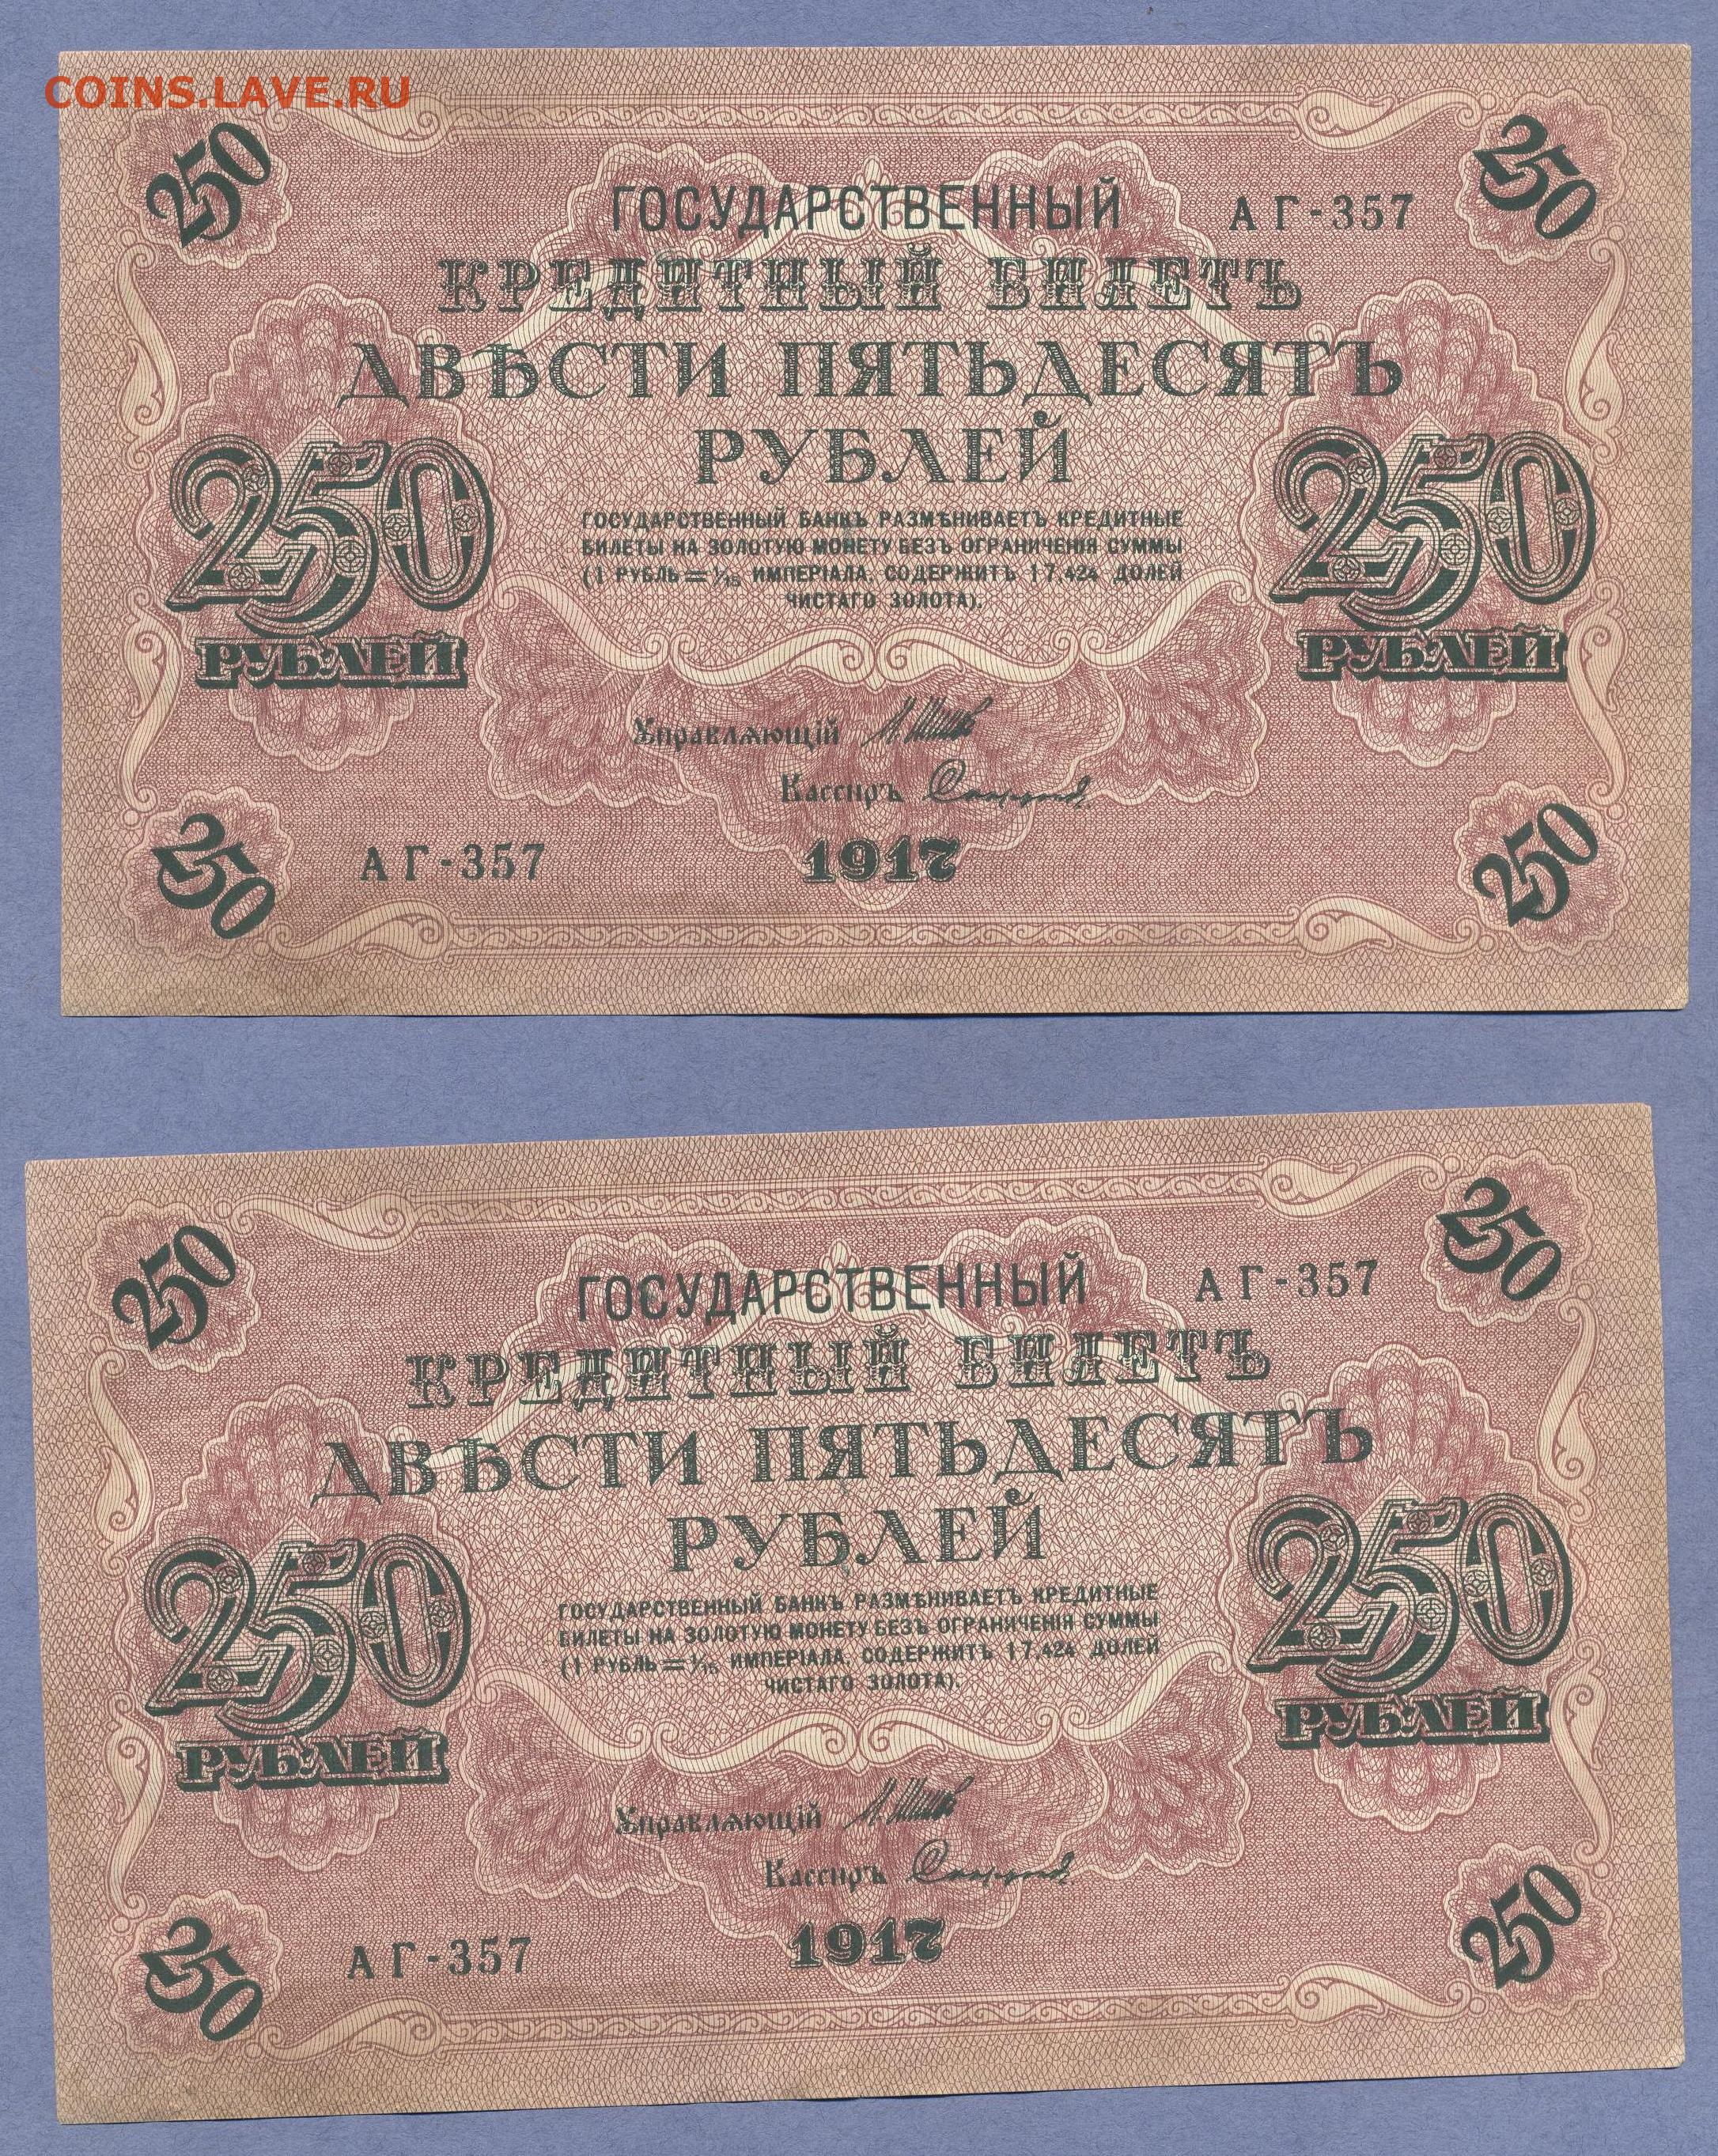 COINS.LAVE.RU
250
250
ГОСУДАРСТВЕННЫЙ
АГ-357
КРЕДИТНЫЙ БИЛЕТЪ
ДВѢСТИ ПЯТЬДЕСЯТЪ
РУБЛЕЙ
250
РУБЛЕЙ
250
РУБЛЕЙ
ГОСУДАРСТВЕННЫЙ БАНКЪ РАЗМѢНИВАЕТЪ КРЕДИТНЫЕ
БИЛЕТЫ НА ЗОЛОТУЮ МОНЕТУ БЕЗЪ ОГРАНИЧЕНІЯ СУММЫ
(1 РУБЛЬ=1/15 ИМПЕРІАЛА, СОДЕРЖИТЪ 17,424 ДОЛЕЙ
ЧИСТАГО ЗОЛОТА).
Управляющій
Кассиръ
250
АГ-357
1917
250
250
250
ГОСУДАРСТВЕННЫЙ
АГ-357
КРЕДИТНЫЙ БИЛЕТЪ
ДВѢСТИ ПЯТЬДЕСЯТЪ
РУБЛЕЙ
250
РУБЛЕЙ
250
РУБЛЕЙ
ГОСУДАРСТВЕННЫЙ БАНКЪ РАЗМѢНИВАЕТЪ КРЕДИТНЫЕ
БИЛЕТЫ НА ЗОЛОТУЮ МОНЕТУ БЕЗЪ ОГРАНИЧЕНІЯ СУММЫ
(1 РУБЛЬ=1/15 ИМПЕРІАЛА, СОДЕРЖИТЪ 17,424 ДОЛЕЙ
ЧИСТАГО ЗОЛОТА).
Управляющій
Кассиръ
250
АГ-357
1917
250